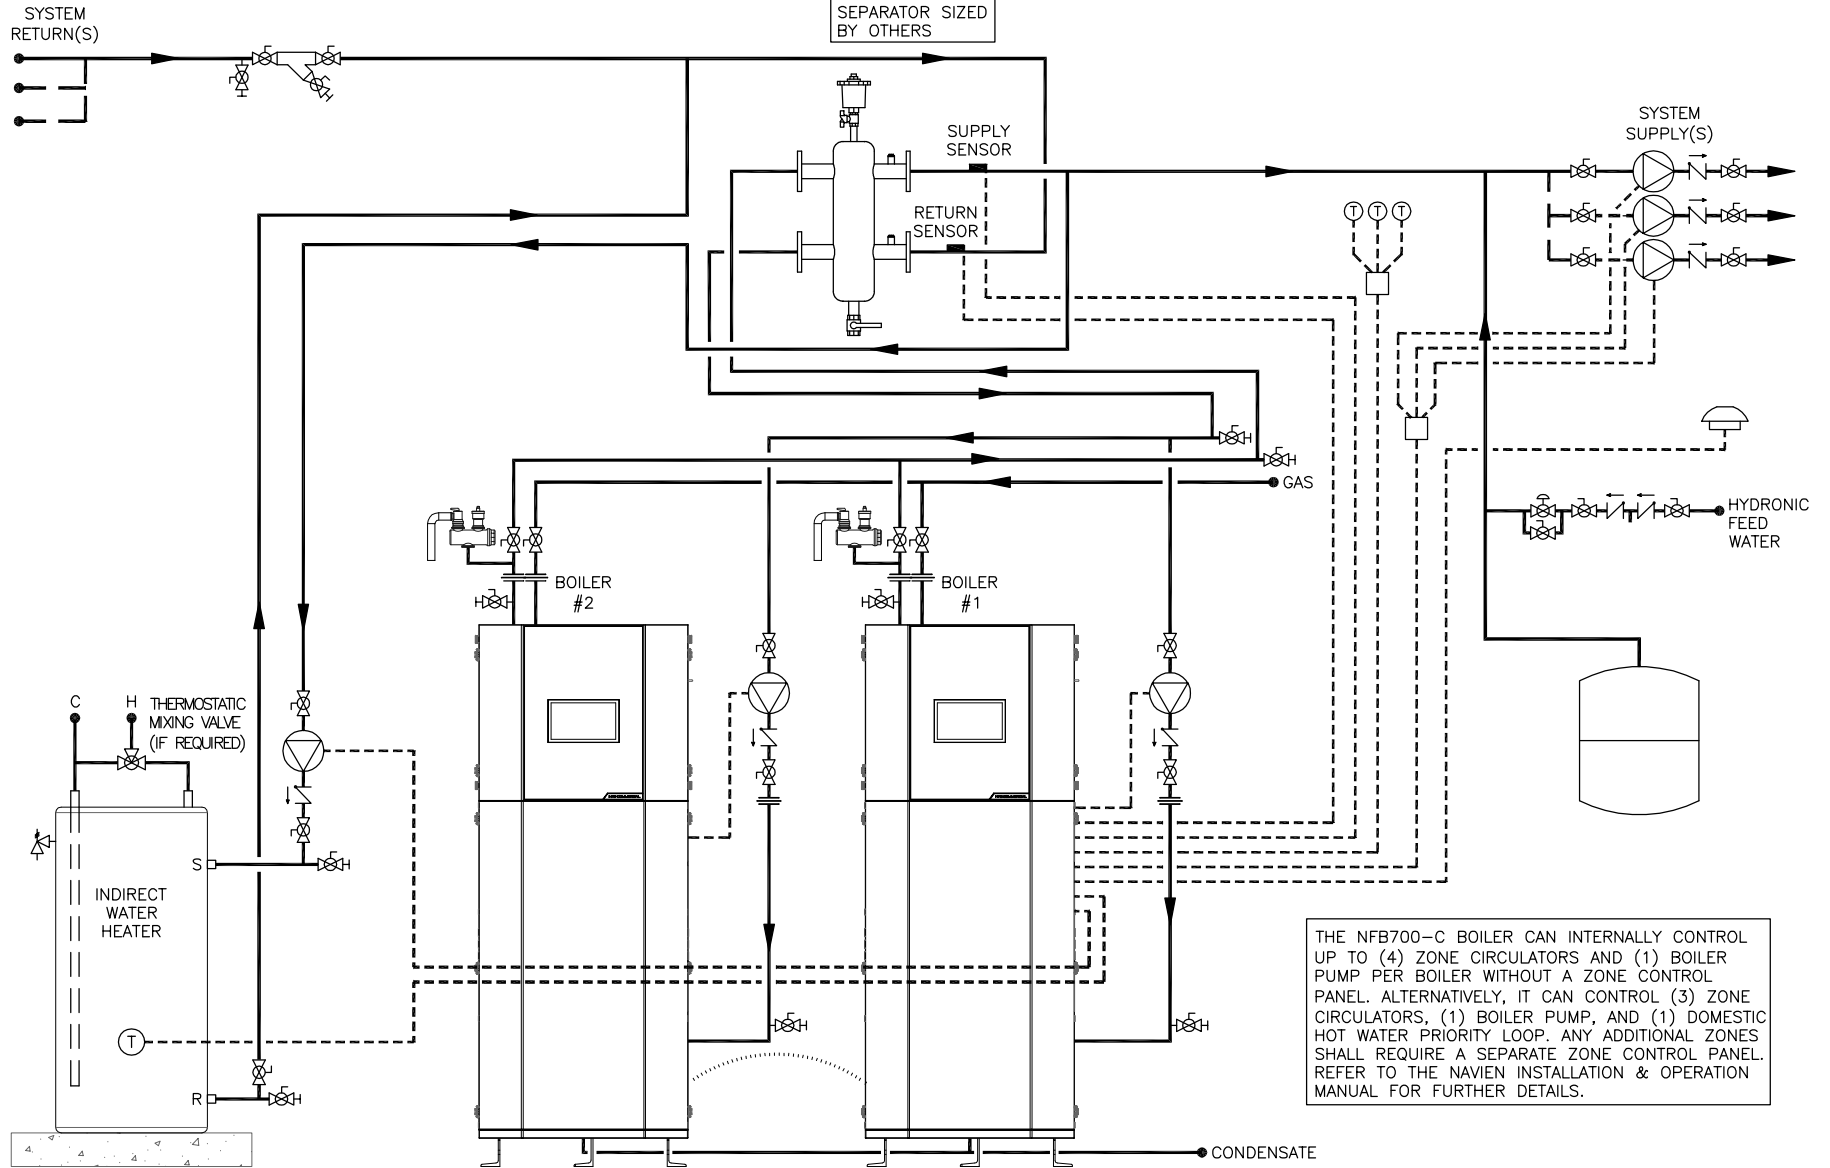 SYSTEM
RETURN(S)
SEPARATOR SIZED
BY OTHERS
SUPPLY
SENSOR
RETURN
SENSOR
SYSTEM
SUPPLY(S)
T T T
GAS
HYDRONIC
FEED
WATER
BOILER
#2
BOILER
#1
C
H
THERMOSTATIC
MIXING VALVE
(IF REQUIRED)
S
INDIRECT
WATER
HEATER
T
R
THE NFB700-C BOILER CAN INTERNALLY CONTROL
UP TO (4) ZONE CIRCULATORS AND (1) BOILER
PUMP PER BOILER WITHOUT A ZONE CONTROL
PANEL. ALTERNATIVELY, IT CAN CONTROL (3) ZONE
CIRCULATORS, (1) BOILER PUMP, AND (1) DOMESTIC
HOT WATER PRIORITY LOOP. ANY ADDITIONAL ZONES
SHALL REQUIRE A SEPARATE ZONE CONTROL PANEL.
REFER TO THE NAVIEN INSTALLATION & OPERATION
MANUAL FOR FURTHER DETAILS.
CONDENSATE